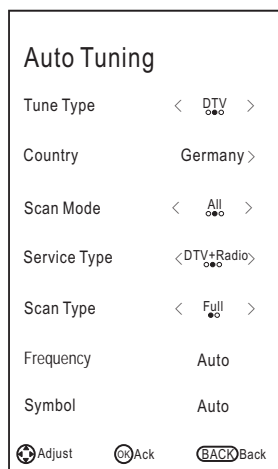 Auto Tuning
Tune Type < DTV >
Country Germany >
Scan Mode < All >
Service Type < DTV+Radio >
Scan Type < Full >
Frequency Auto
Symbol Auto
Adjust OK Ack BACK Back